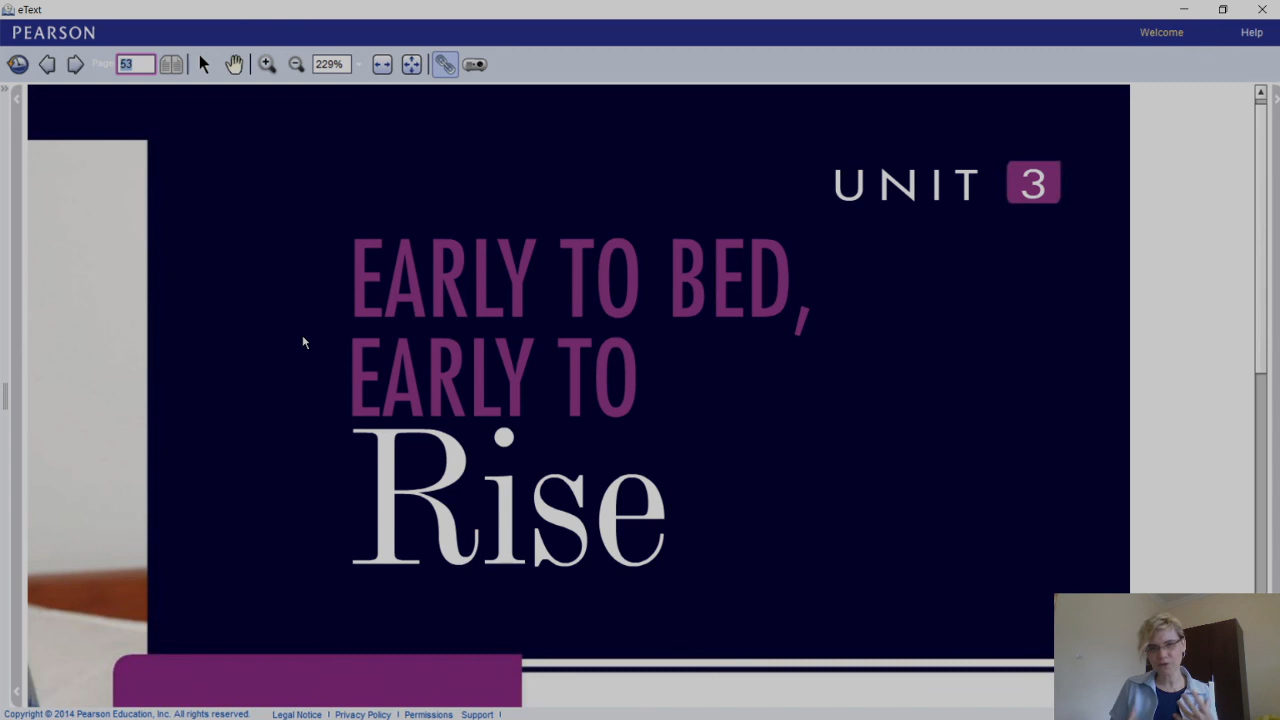 eText
PEARSON
Welcome
Help
Page
53
229%
UNIT 3
EARLY TO BED,
EARLY TO
Rise
Copyright © 2014 Pearson Education, Inc. All rights reserved.
Legal Notice | Privacy Policy | Permissions | Support |